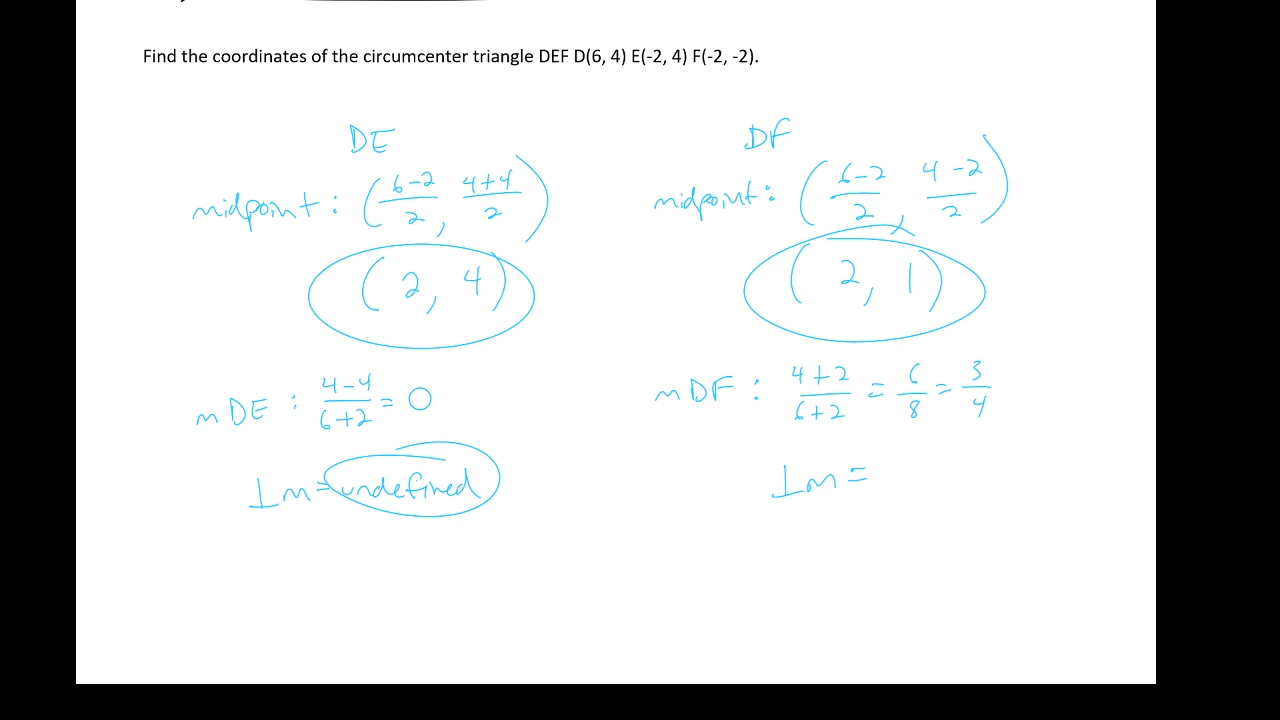 Find the coordinates of the circumcenter triangle DEF D(6, 4) E(-2, 4) F(-2, -2).
DE
midpoint: (6-2/2, 4+4/2)
(2, 4)
mDE: 4-4/6+2 = 0
⊥m = undefined
DF
midpoint: (6-2/2, 4-2/2)
(2, 1)
mDF: 4+2/6+2 = 6/8 = 3/4
⊥m =